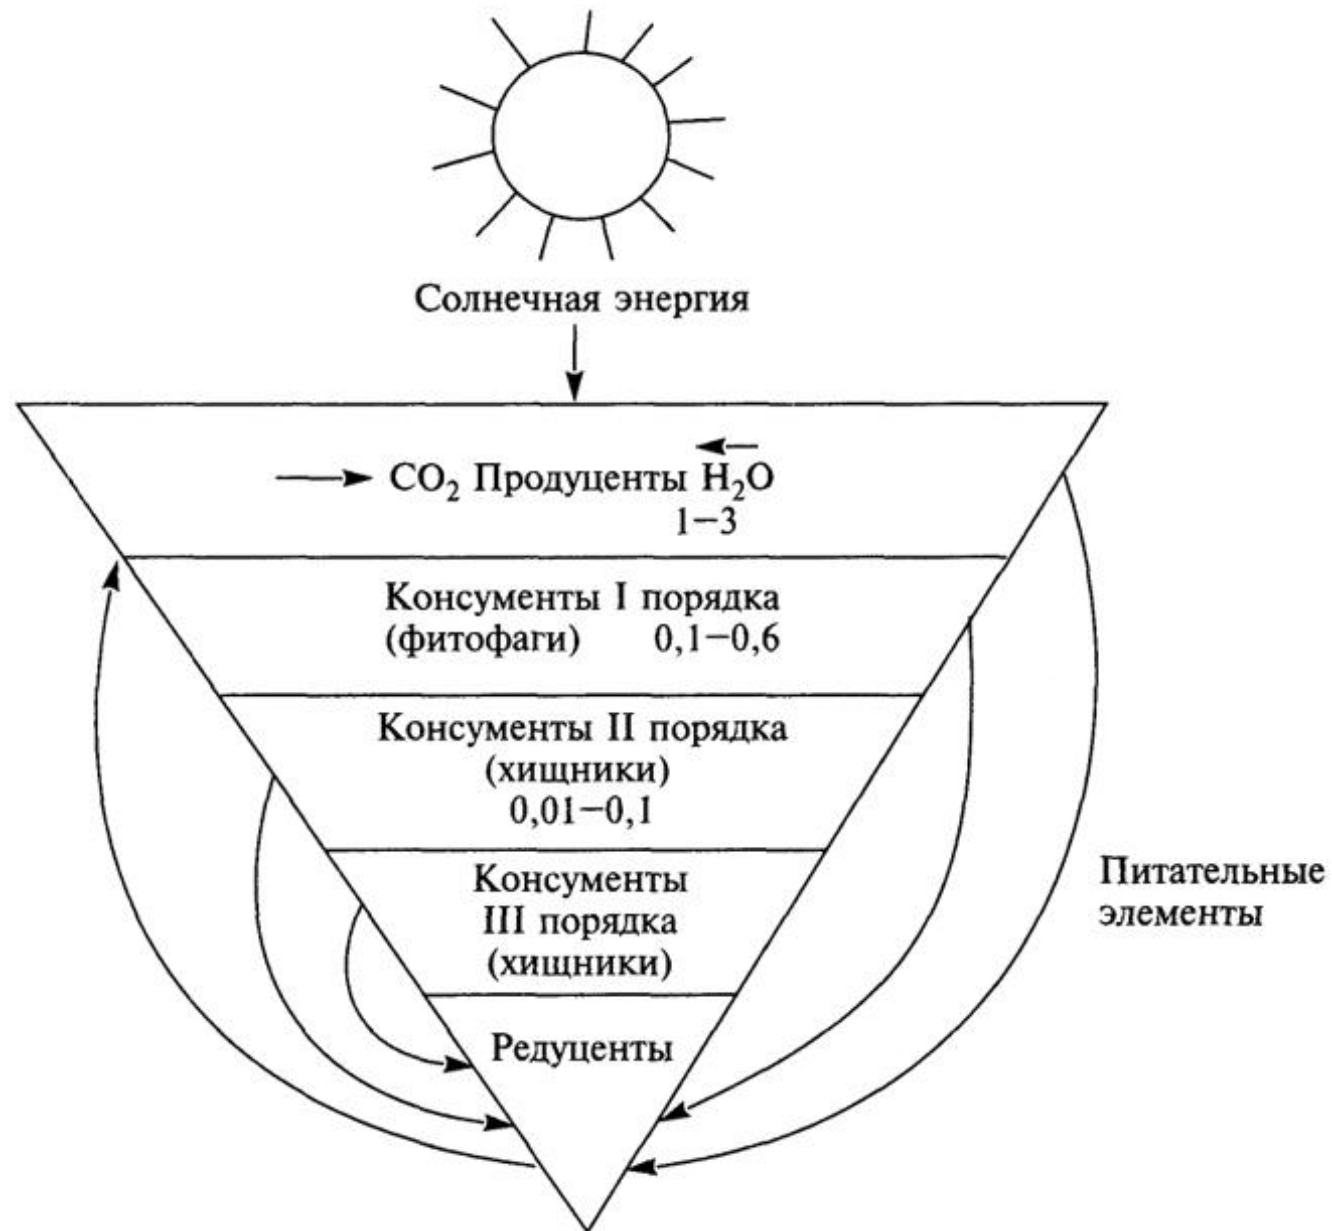 Солнечная энергия
CO₂ Продуценты H₂O
1−3
Консументы I порядка
(фитофаги) 0,1−0,6
Консументы II порядка
(хищники)
0,01−0,1
Консументы
III порядка
(хищники)
Редуценты
Питательные
элементы